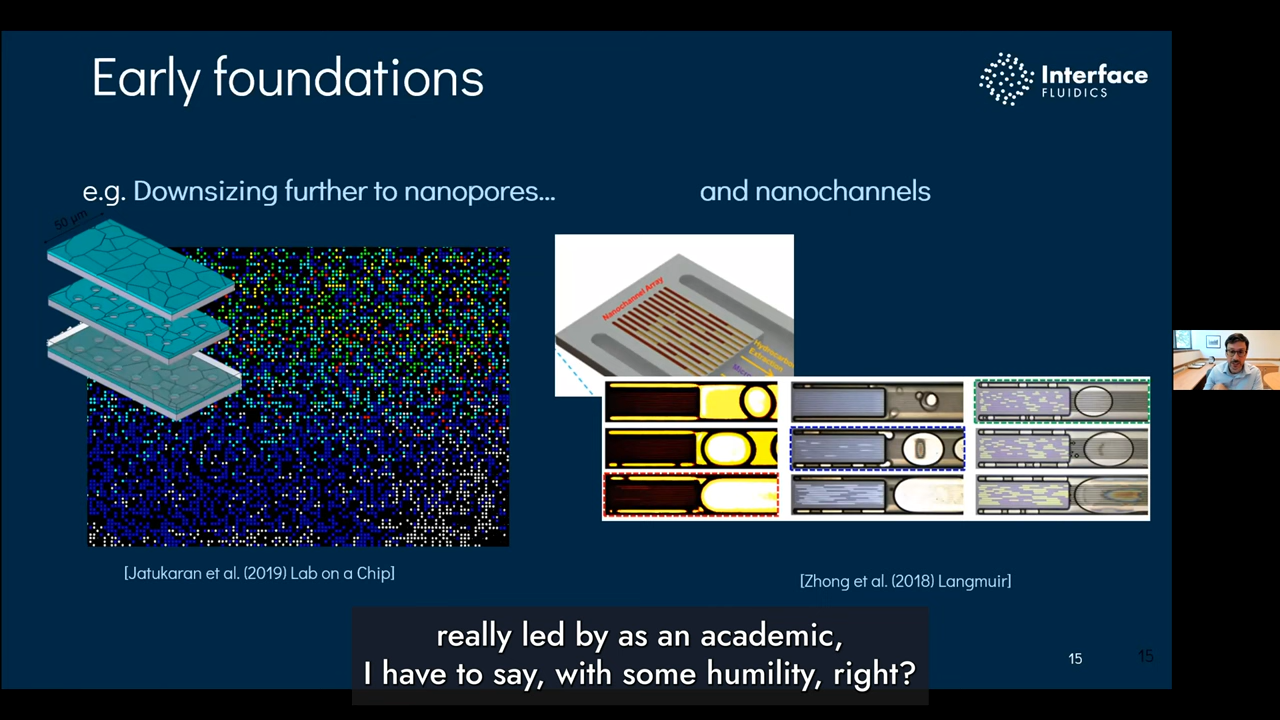 Early foundations
Interface
FLUIDICS
e.g. Downsizing further to nanopores...
and nanochannels
50 µm
Nanochannel Array
Hydrocarbon
Extraction
[Jatukaran et al. (2019) Lab on a Chip]
[Zhong et al. (2018) Langmuir]
really led by as an academic,
I have to say, with some humility, right?
15
15